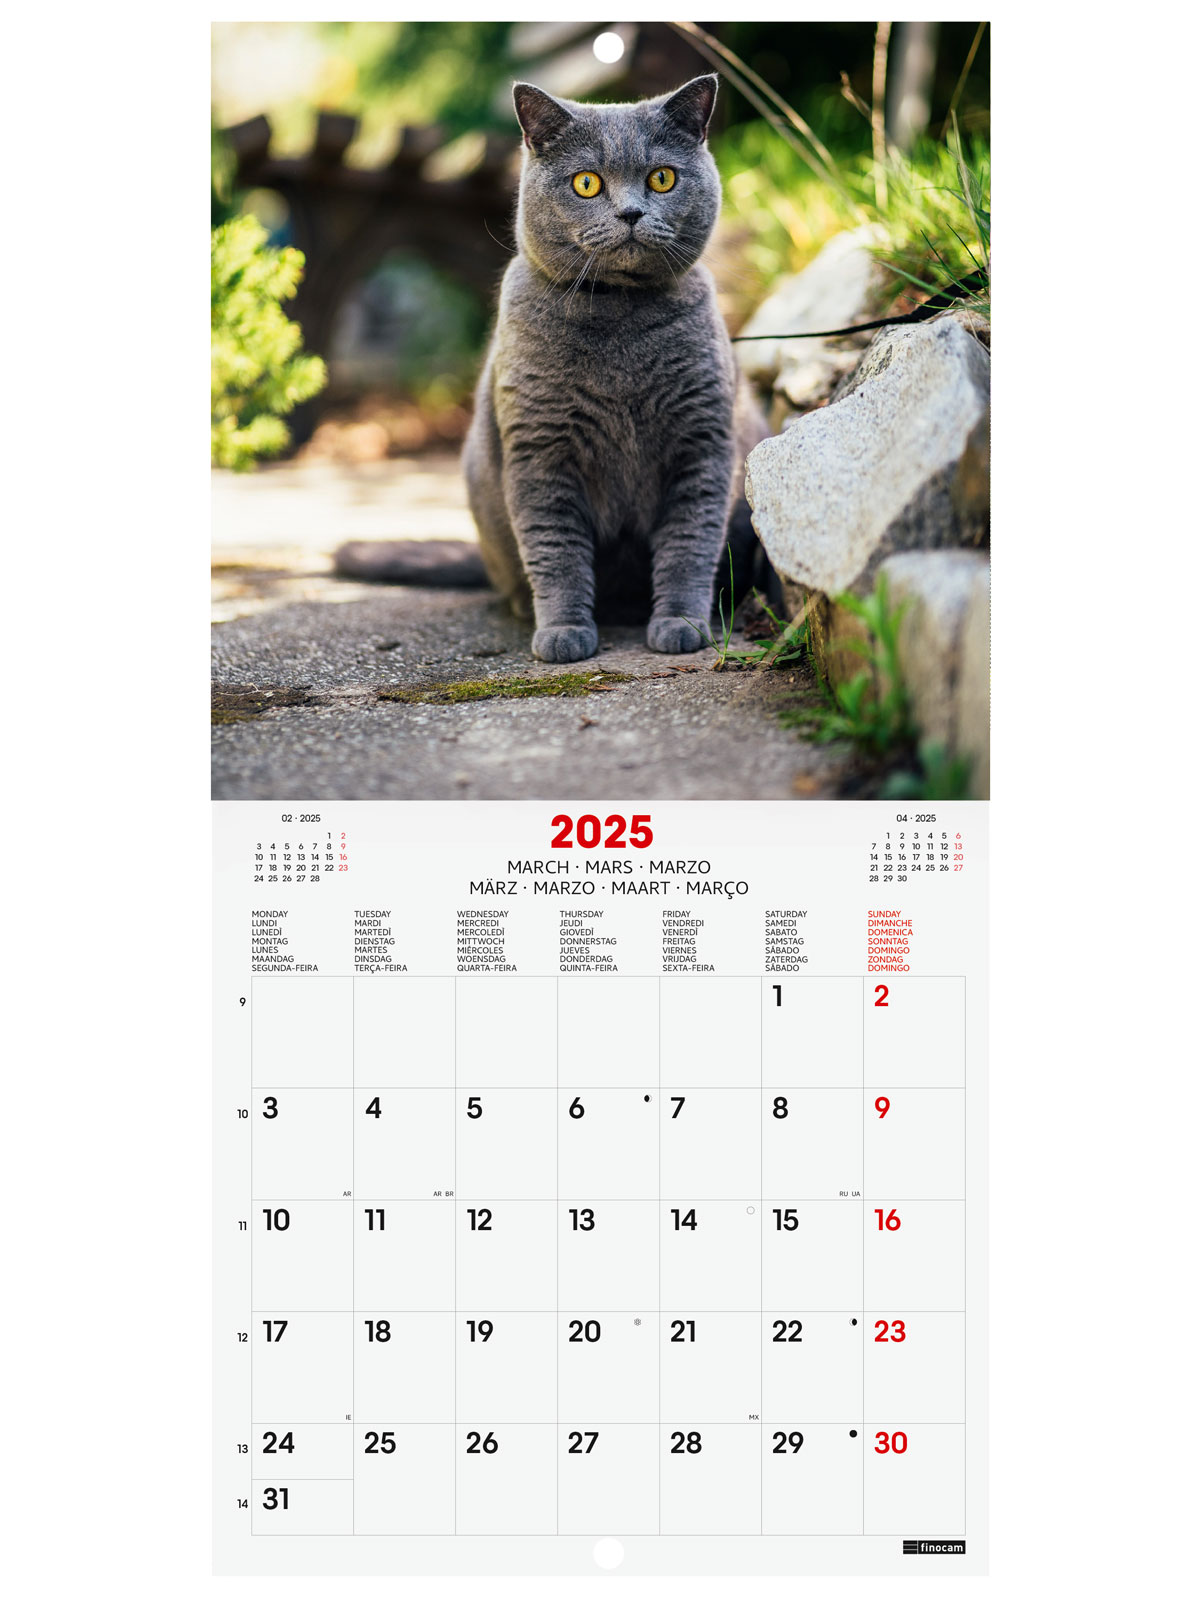 02 · 2025
1 2
3 4 5 6 7 8 9
10 11 12 13 14 15 16
17 18 19 20 21 22 23
24 25 26 27 28
2025
MARCH · MARS · MARZO
MÄRZ · MARZO · MAART · MARÇO
04 · 2025
1 2 3 4 5 6
7 8 9 10 11 12 13
14 15 16 17 18 19 20
21 22 23 24 25 26 27
28 29 30
MONDAY TUESDAY WEDNESDAY THURSDAY FRIDAY SATURDAY SUNDAY
LUNDI MARDI MERCREDI JEUDI VENDREDI SAMEDI DIMANCHE
LUNEDÌ MARTEDÌ MERCOLEDÌ GIOVEDÌ VENERDÌ SABATO DOMENICA
MONTAG DIENSTAG MITTWOCH DONNERSTAG FREITAG SAMSTAG SONNTAG
LUNES MARTES MIÉRCOLES JUEVES VIERNES SÁBADO DOMINGO
MAANDAG DINSDAG WOENSDAG DONDERDAG VRIJDAG ZATERDAG ZONDAG
SEGUNDA-FEIRA TERÇA-FEIRA QUARTA-FEIRA QUINTA-FEIRA SEXTA-FEIRA SÁBADO DOMINGO
9 1 2
10 3 4 5 6 7 8 9
AR AR BR RU UA
11 10 11 12 13 14 15 16
12 17 18 19 20 21 22 23
IE MX
13 24 25 26 27 28 29 30
14 31
finocam